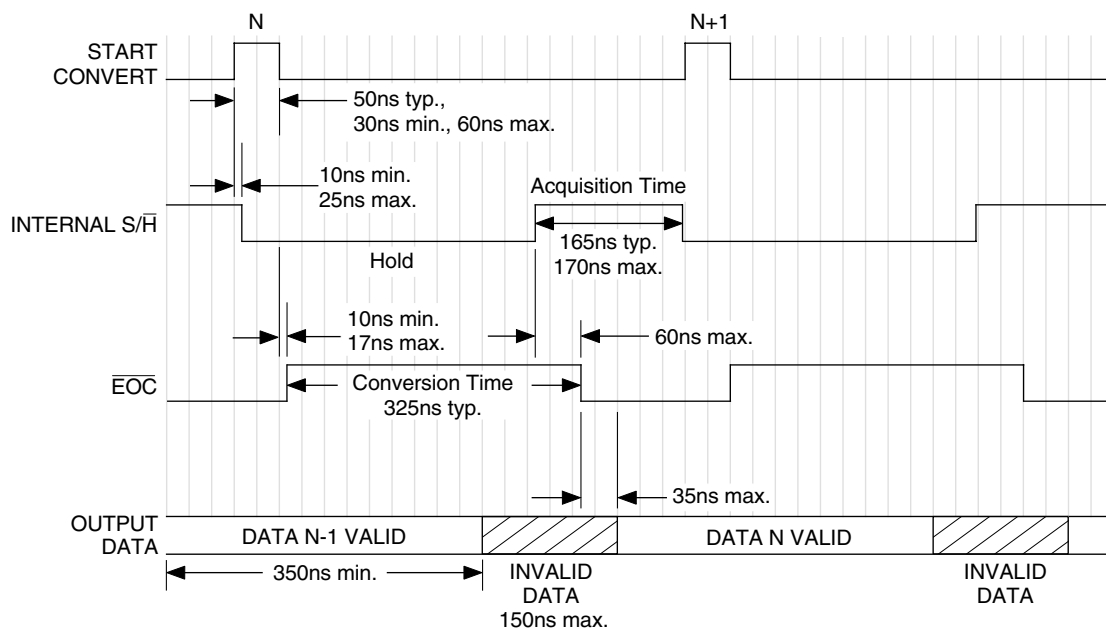 N
N+1
START
CONVERT
50ns typ.,
30ns min., 60ns max.
10ns min.
25ns max.
Acquisition Time
INTERNAL S/H̅
165ns typ.
170ns max.
Hold
10ns min.
17ns max.
60ns max.
E̅O̅C̅
Conversion Time
325ns typ.
35ns max.
OUTPUT
DATA
DATA N-1 VALID
DATA N VALID
350ns min.
INVALID
DATA
150ns max.
INVALID
DATA